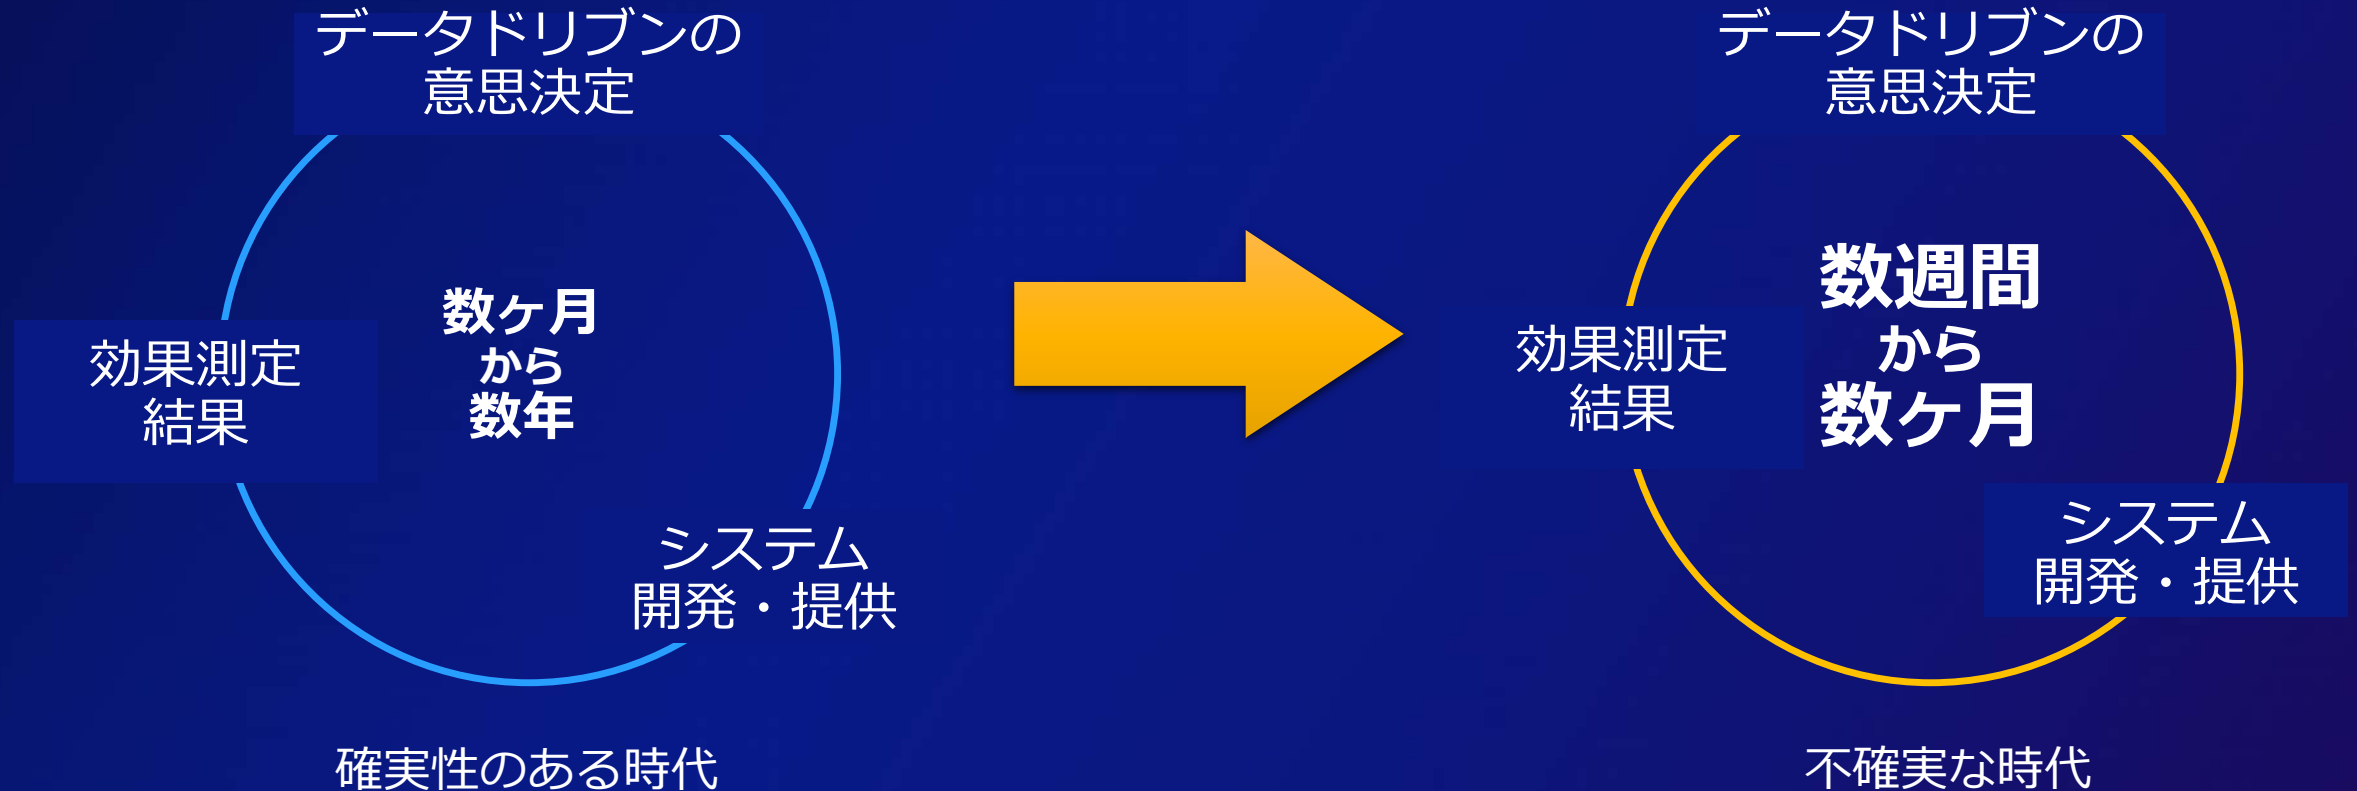 データドリブンの
意思決定
数ヶ月
から
数年
効果測定
結果
システム
開発・提供
確実性のある時代
データドリブンの
意思決定
数週間
から
数ヶ月
効果測定
結果
システム
開発・提供
不確実な時代